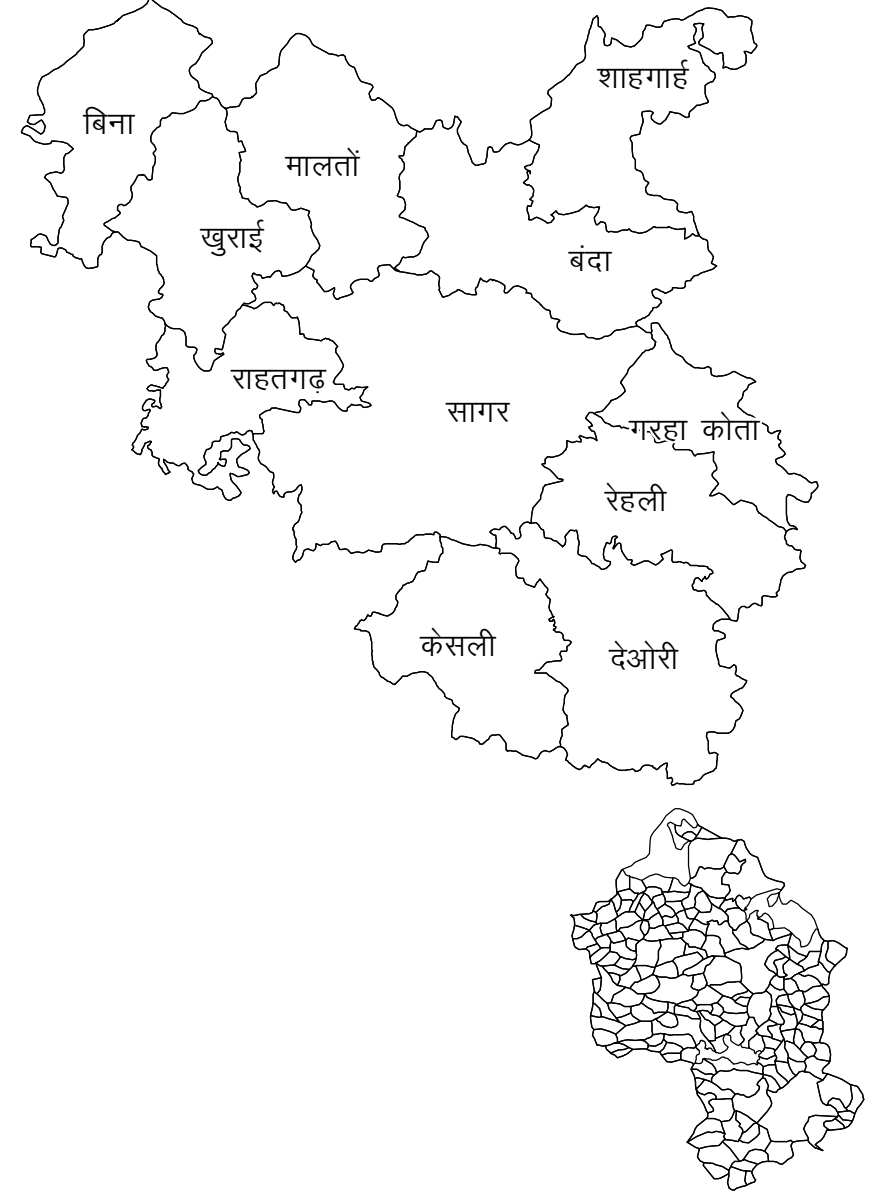 शाहगार्ह
बिना
मालतों
खुराई
बंदा
राहतगढ़
सागर
गरहा कोता
रेहली
केसली
देओरी